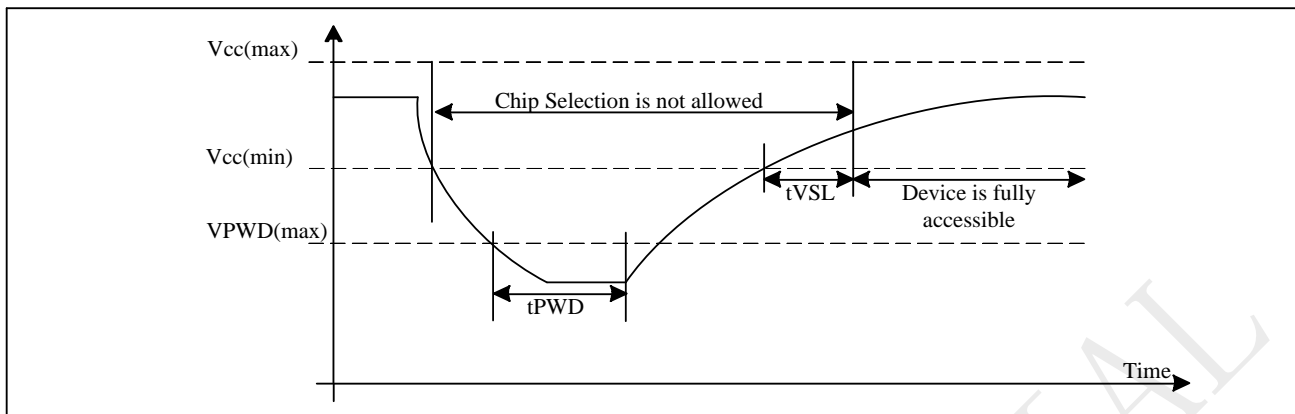 Vcc(max)
Chip Selection is not allowed
Vcc(min)
tVSL
Device is fully
accessible
VPWD(max)
tPWD
Time